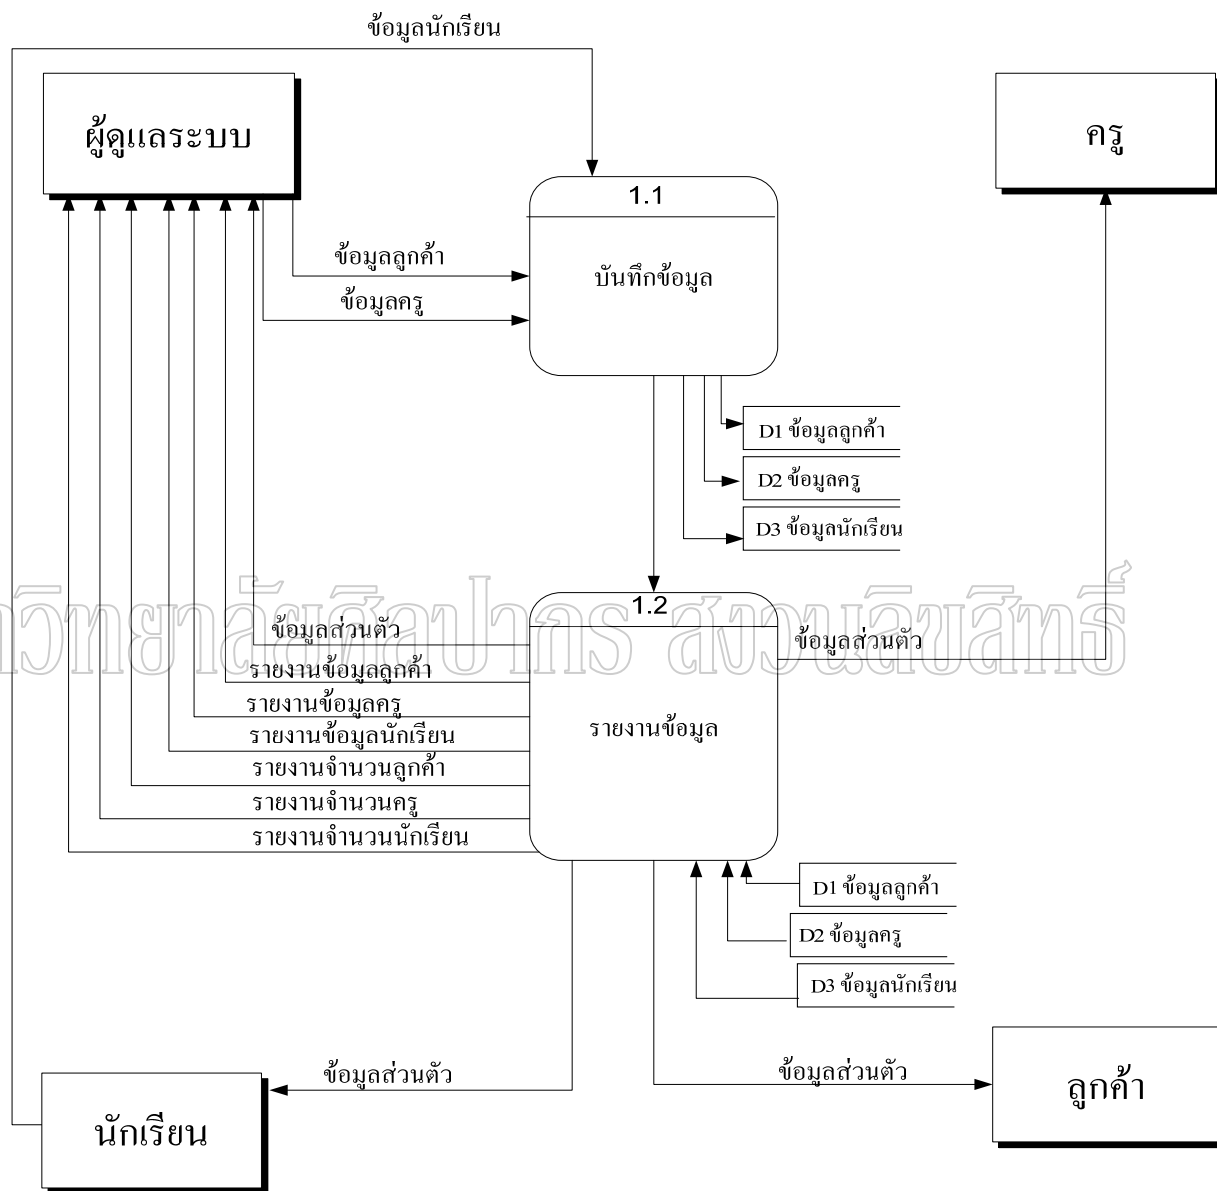 ข้อมูลนักเรียน
ผู้ดูแลระบบ
ครู
1.1
บันทึกข้อมูล
ข้อมูลลูกค้า
ข้อมูลครู
D1 ข้อมูลลูกค้า
D2 ข้อมูลครู
D3 ข้อมูลนักเรียน
วิทยาลัยศิลปากร สงวนลิขสิทธิ์
1.2
รายงานข้อมูล
ข้อมูลส่วนตัว
รายงานข้อมูลลูกค้า
รายงานข้อมูลครู
รายงานข้อมูลนักเรียน
รายงานจำนวนลูกค้า
รายงานจำนวนครู
รายงานจำนวนนักเรียน
ข้อมูลส่วนตัว
D1 ข้อมูลลูกค้า
D2 ข้อมูลครู
D3 ข้อมูลนักเรียน
ข้อมูลส่วนตัว
ข้อมูลส่วนตัว
นักเรียน
ลูกค้า